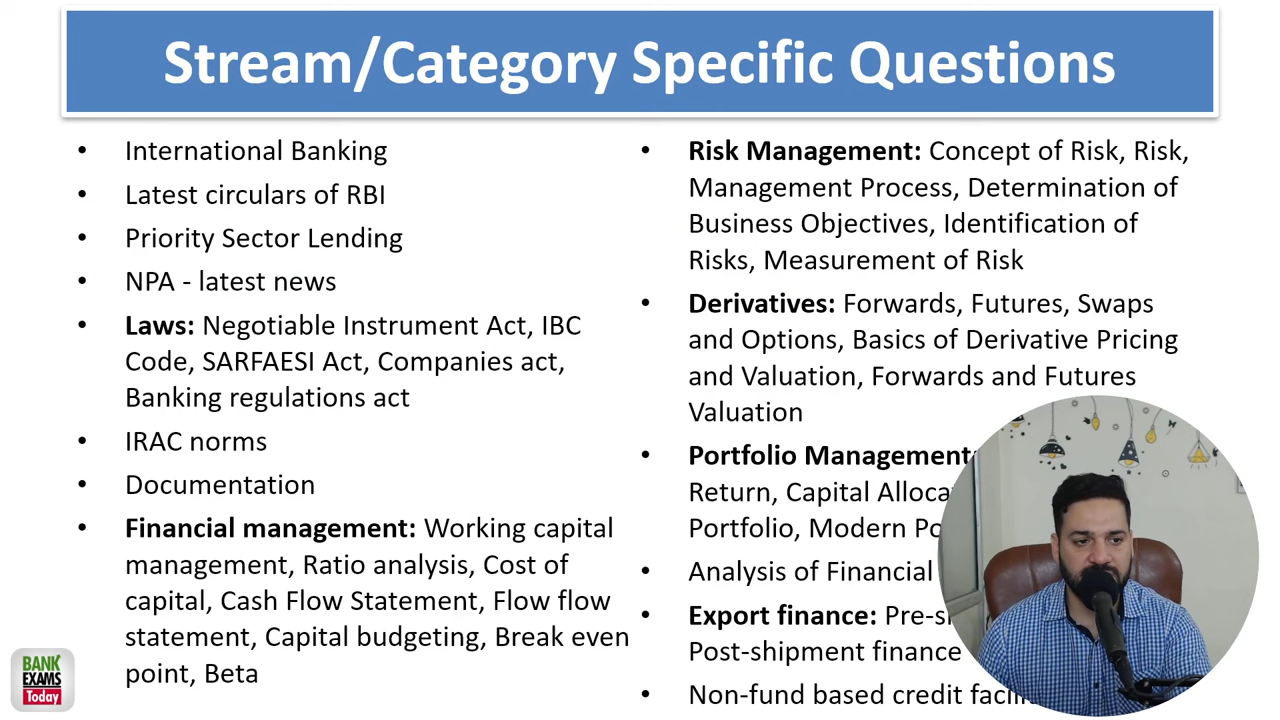 Stream/Category Specific Questions
• International Banking
• Latest circulars of RBI
• Priority Sector Lending
• NPA - latest news
• Laws: Negotiable Instrument Act, IBC
Code, SARFAESI Act, Companies act,
Banking regulations act
• IRAC norms
• Documentation
• Financial management: Working capital
management, Ratio analysis, Cost of
capital, Cash Flow Statement, Flow flow
statement, Capital budgeting, Break even
point, Beta
• Risk Management: Concept of Risk, Risk,
Management Process, Determination of
Business Objectives, Identification of
Risks, Measurement of Risk
• Derivatives: Forwards, Futures, Swaps
and Options, Basics of Derivative Pricing
and Valuation, Forwards and Futures
Valuation
• Portfolio Management
Return, Capital
Portfolio, Modern
• Analysis of Financial
• Export finance:
Post-shipment finance
• Non-fund based credit
BANK
EXAMS
Today